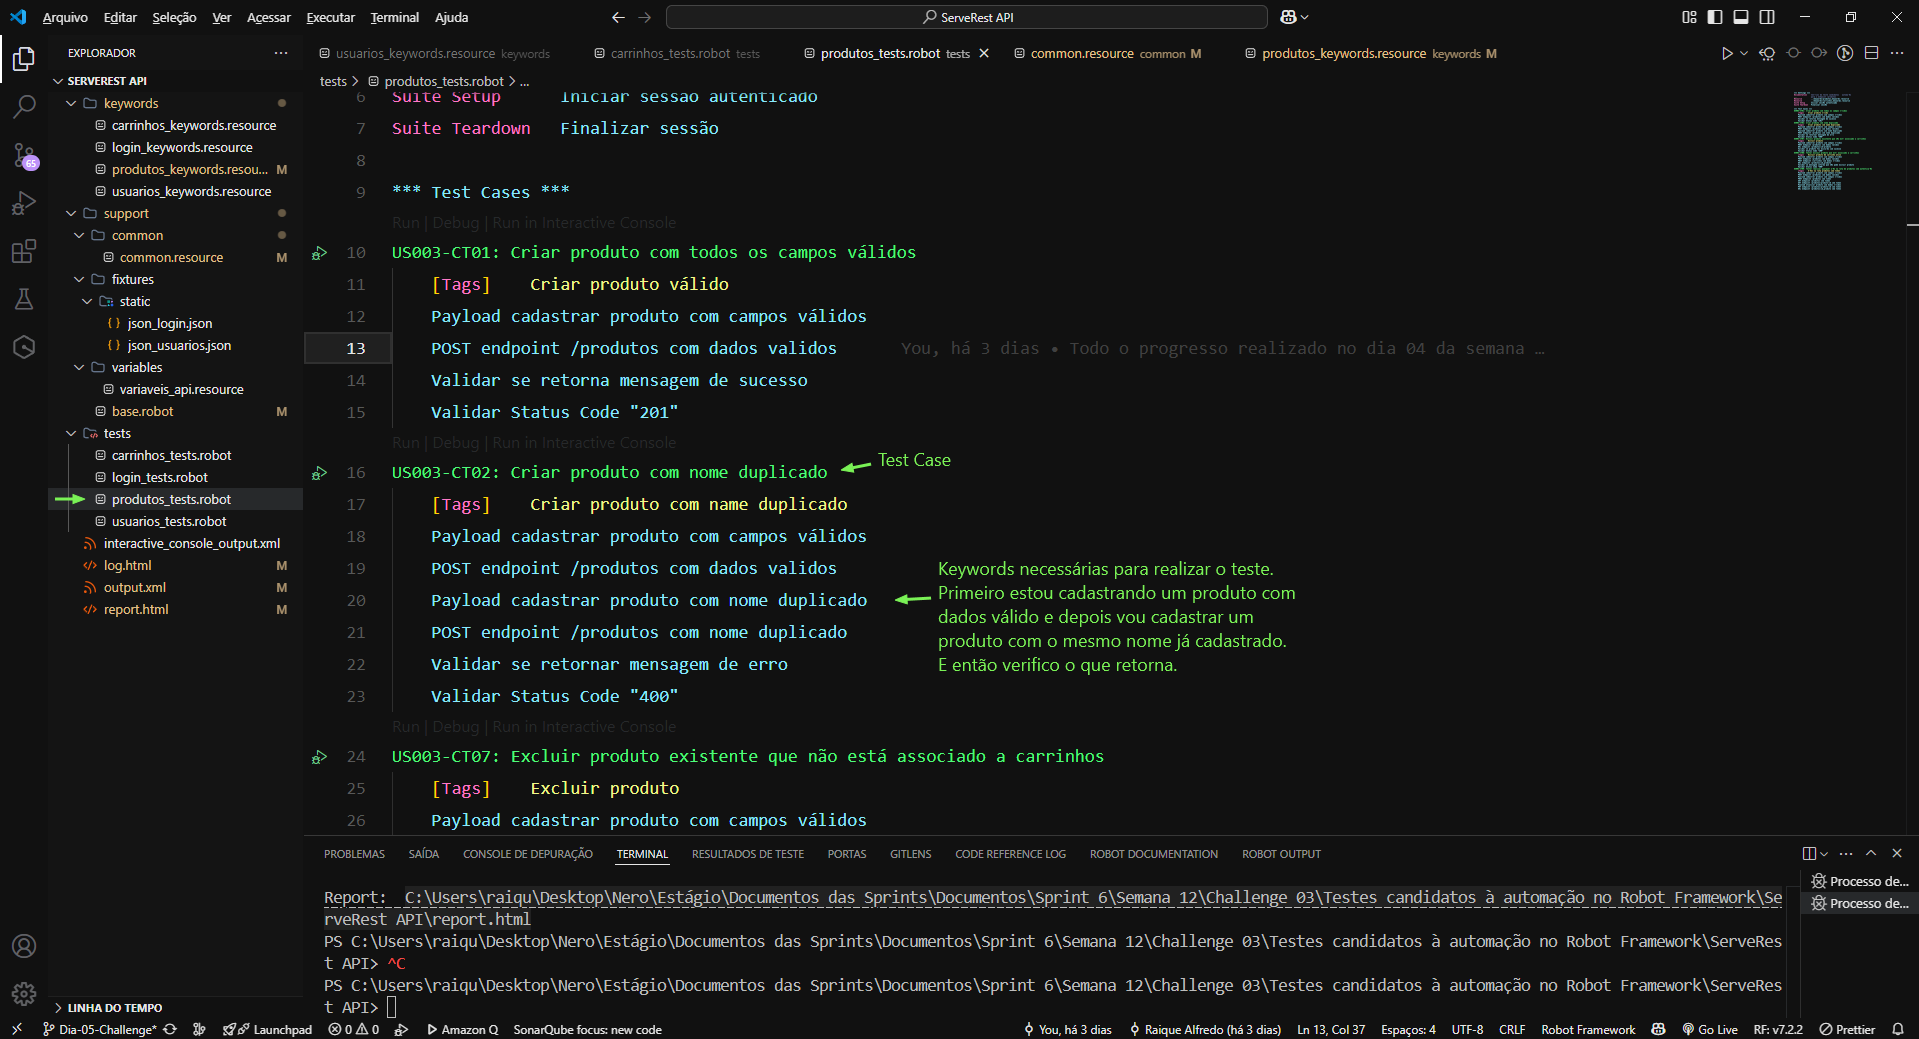 Arquivo Editar Seleção Ver Acessar Executar Terminal Ajuda
ServeRest API
EXPLORADOR
SERVEREST API
keywords
carrinhos_keywords.resource
login_keywords.resource
produtos_keywords.resou... M
usuarios_keywords.resource
support
common
common.resource M
fixtures
static
json_login.json
json_usuarios.json
variables
variaveis_api.resource
base.robot M
tests
carrinhos_tests.robot
login_tests.robot
produtos_tests.robot
usuarios_tests.robot
interactive_console_output.xml
log.html M
output.xml M
report.html M
LINHA DO TEMPO
65
usuarios_keywords.resource keywords carrinhos_tests.robot tests produtos_tests.robot tests common.resource common M produtos_keywords.resource keywords M
tests > produtos_tests.robot > ...
6 Suite Setup Iniciar sessao autenticado
7 Suite Teardown Finalizar sessão
8
9 *** Test Cases ***
Run | Debug | Run in Interactive Console
10 US003-CT01: Criar produto com todos os campos válidos
11 [Tags] Criar produto válido
12 Payload cadastrar produto com campos válidos
13 POST endpoint /produtos com dados validos You, há 3 dias • Todo o progresso realizado no dia 04 da semana …
14 Validar se retorna mensagem de sucesso
15 Validar Status Code "201"
Run | Debug | Run in Interactive Console
16 US003-CT02: Criar produto com nome duplicado
Test Case
17 [Tags] Criar produto com name duplicado
18 Payload cadastrar produto com campos válidos
19 POST endpoint /produtos com dados validos
20 Payload cadastrar produto com nome duplicado
21 POST endpoint /produtos com nome duplicado
22 Validar se retornar mensagem de erro
23 Validar Status Code "400"
Keywords necessárias para realizar o teste.
Primeiro estou cadastrando um produto com
dados válido e depois vou cadastrar um
produto com o mesmo nome já cadastrado.
E então verifico o que retorna.
Run | Debug | Run in Interactive Console
24 US003-CT07: Excluir produto existente que não está associado a carrinhos
25 [Tags] Excluir produto
26 Payload cadastrar produto com campos válidos
PROBLEMAS SAÍDA CONSOLE DE DEPURAÇÃO TERMINAL RESULTADOS DE TESTE PORTAS GITLENS CODE REFERENCE LOG ROBOT DOCUMENTATION ROBOT OUTPUT
Report: C:\Users\raiqu\Desktop\Nero\Estágio\Documentos das Sprints\Documentos\Sprint 6\Semana 12\Challenge 03\Testes candidatos à automação no Robot Framework\Se
rveRest API\report.html
PS C:\Users\raiqu\Desktop\Nero\Estágio\Documentos das Sprints\Documentos\Sprint 6\Semana 12\Challenge 03\Testes candidatos à automação no Robot Framework\ServeRes
t API> ^C
PS C:\Users\raiqu\Desktop\Nero\Estágio\Documentos das Sprints\Documentos\Sprint 6\Semana 12\Challenge 03\Testes candidatos à automação no Robot Framework\ServeRes
t API>
Processo de...
Processo de...
Dia-05-Challenge* Launchpad 0 0 Amazon Q SonarQube focus: new code You, há 3 dias Raique Alfredo (há 3 dias) Ln 13, Col 37 Espaços: 4 UTF-8 CRLF Robot Framework Go Live RF: v7.2.2 Prettier